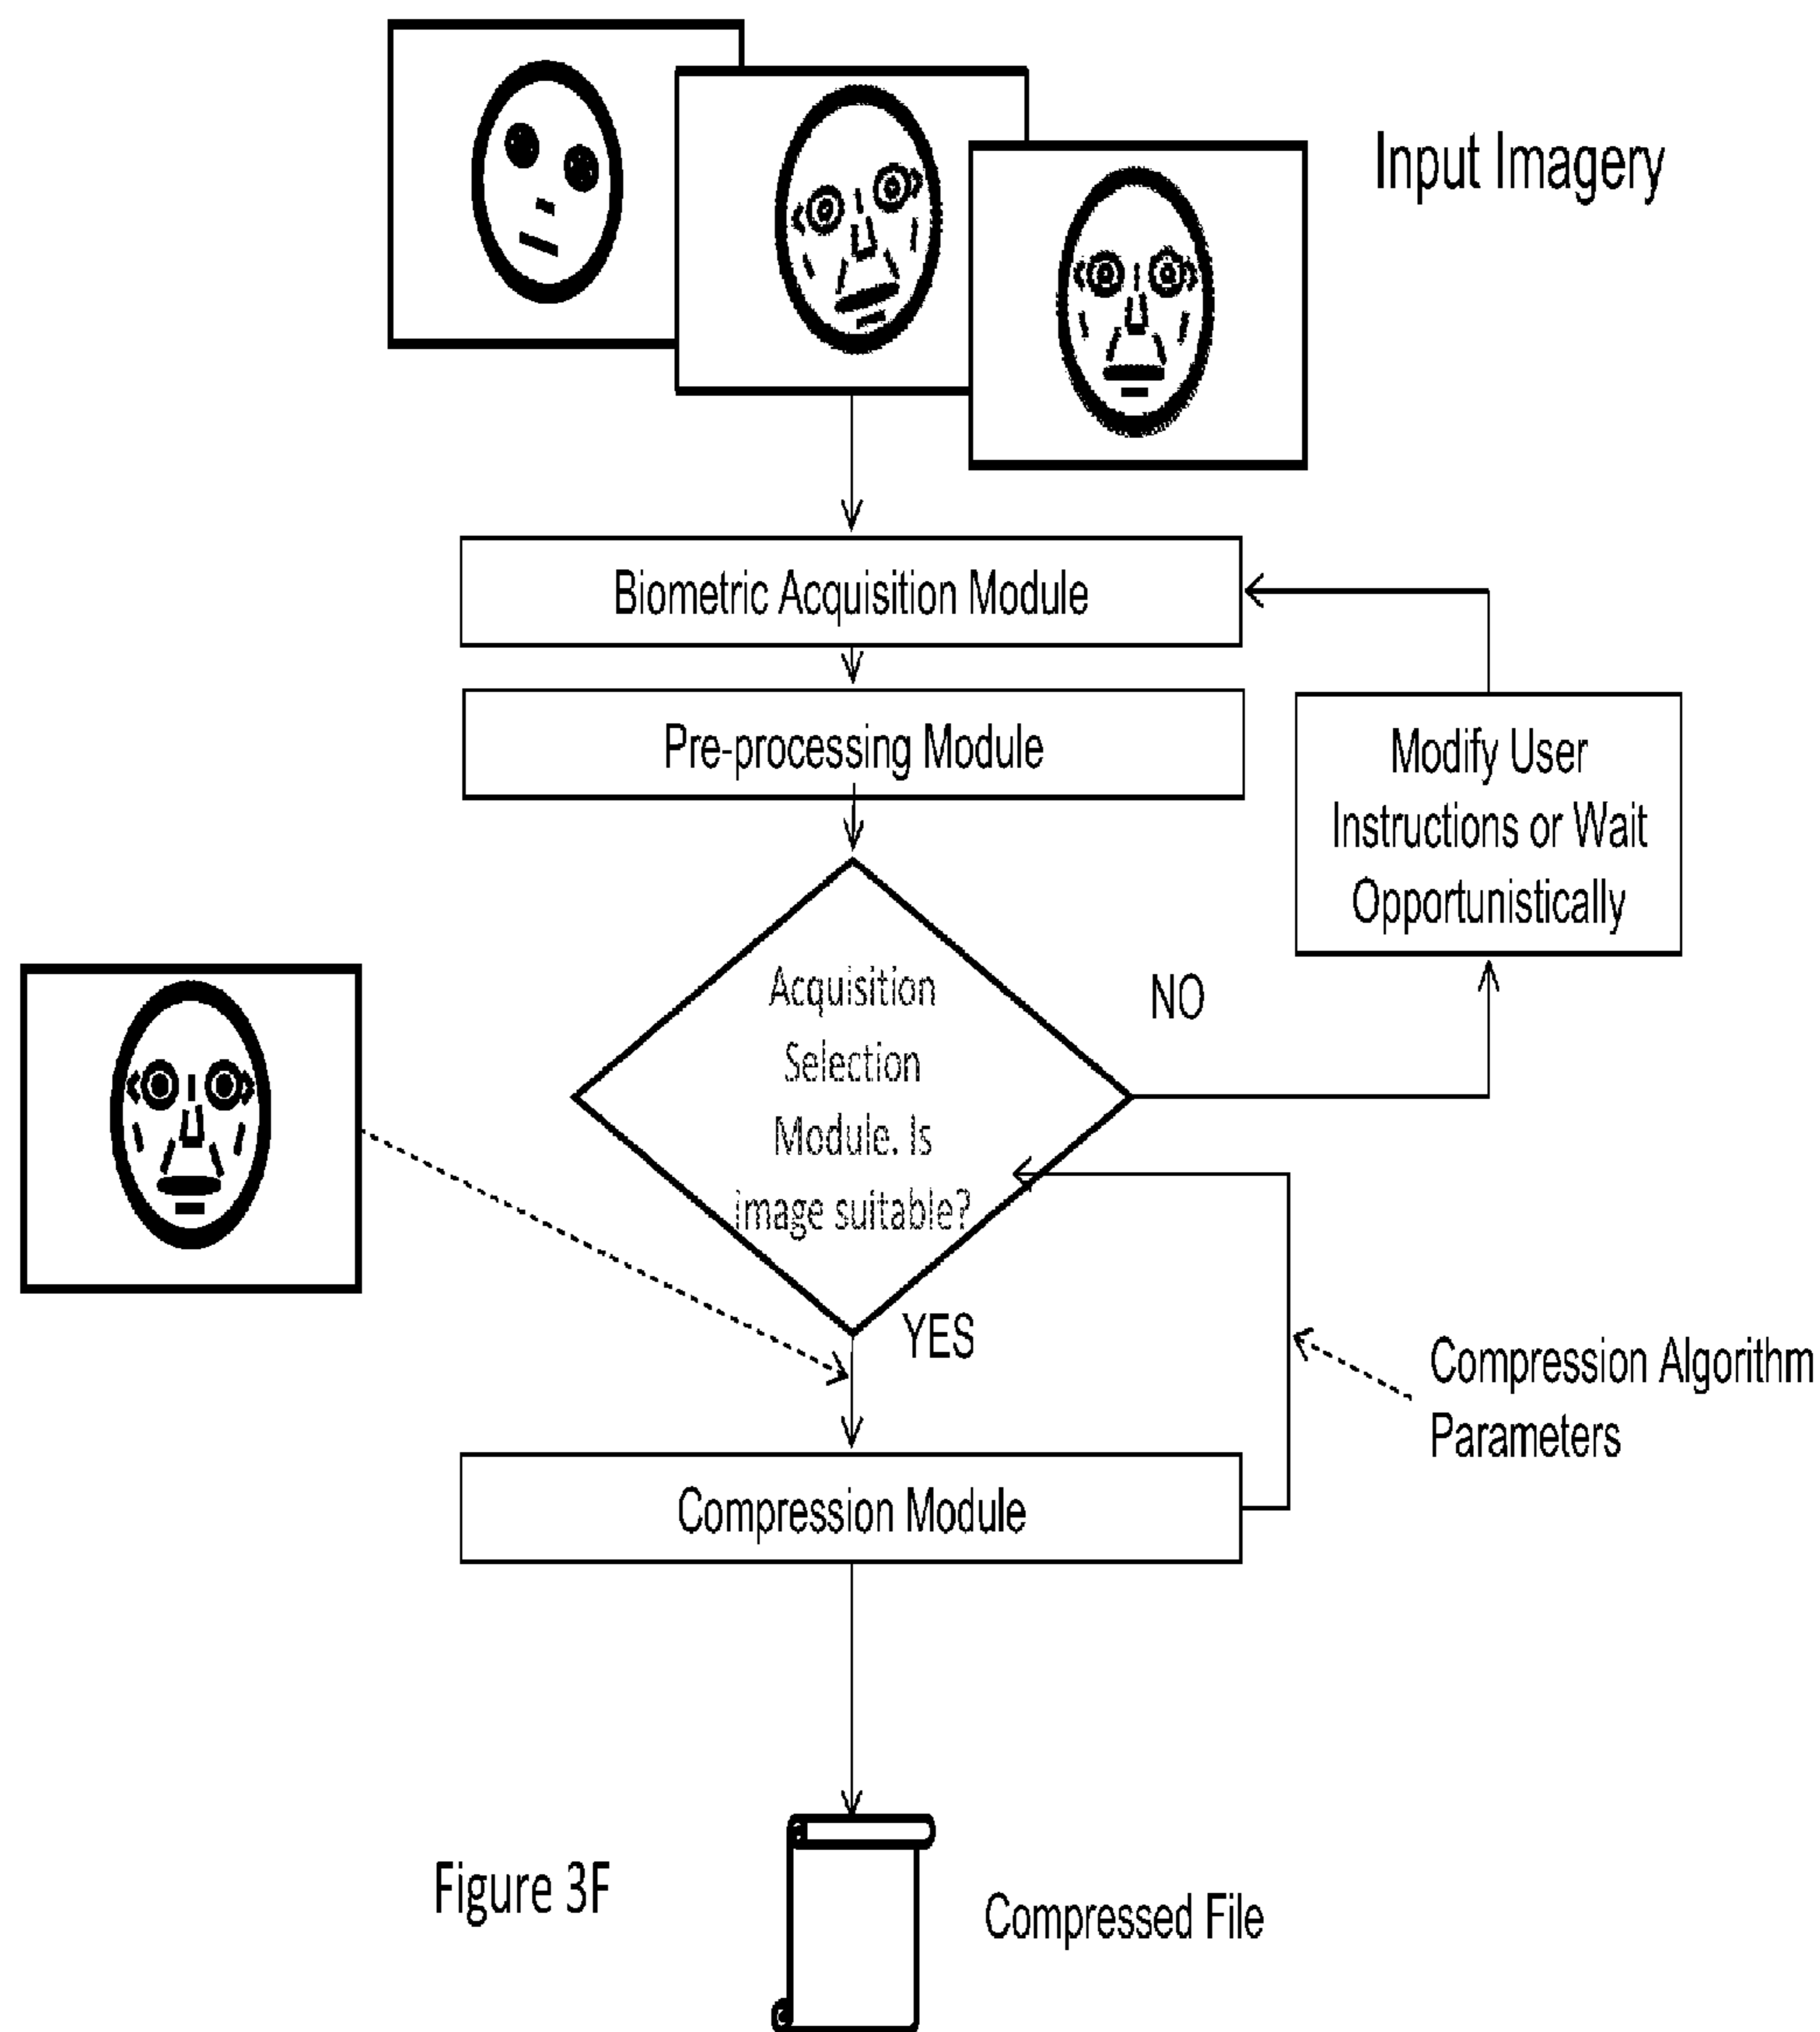 Input Imagery
Biometric Acquisition Module
Pre-processing Module
Modify User
Instructions or Wait
Opportunistically
Acquisition
Selection
Module. Is
image suitable?
NO
YES
Compression Algorithm
Parameters
Compression Module
Figure 3F
Compressed File